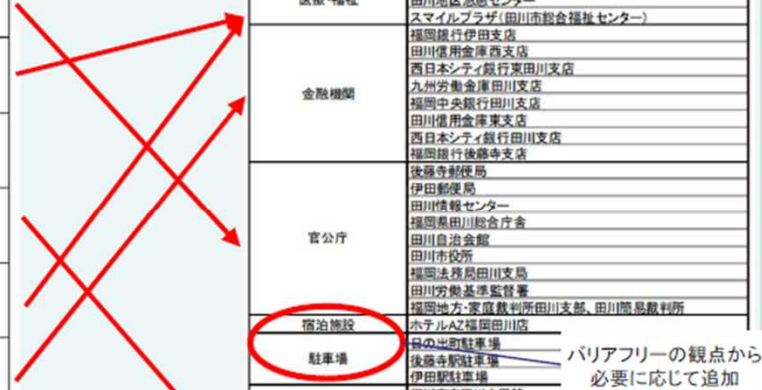 医療・福祉
田川地区急患センター
スマイルプラザ(田川市総合福祉センター)
金融機関
福岡銀行伊田支店
田川信用金庫西支店
西日本シティ銀行東田川支店
九州労働金庫田川支店
福岡中央銀行田川支店
田川信用金庫東支店
西日本シティ銀行田川支店
福岡銀行後藤寺支店
官公庁
後藤寺郵便局
伊田郵便局
田川情報センター
福岡県田川総合庁舎
田川自治会館
田川市役所
福岡法務局田川支局
田川労働基準監督署
福岡地方・家庭裁判所田川支部、田川簡易裁判所
宿泊施設
ホテルAZ福岡田川店
駐車場
日の出町駐車場
後藤寺駅駐車場
伊田駅駐車場
バリアフリーの観点から
必要に応じて追加